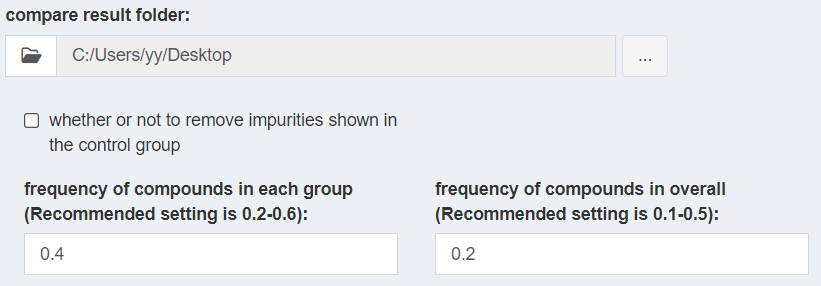 compare result folder:
C:/Users/yy/Desktop
...
whether or not to remove impurities shown in
the control group
frequency of compounds in each group
(Recommended setting is 0.2-0.6):
0.4
frequency of compounds in overall
(Recommended setting is 0.1-0.5):
0.2